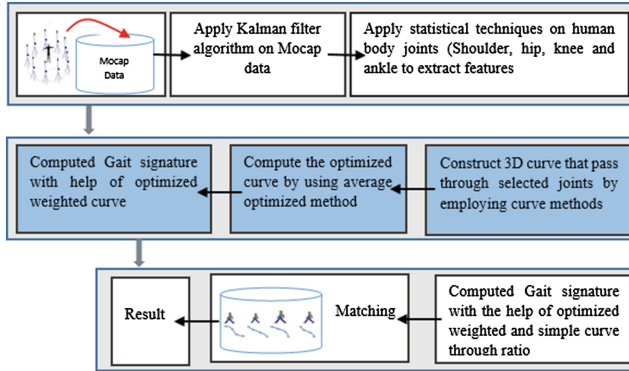 Mocap
Data
Apply Kalman filter
algorithm on Mocap
data
Apply statistical techniques on human
body joints (Shoulder, hip, knee and
ankle to extract features
Computed Gait signature
with help of optimized
weighted curve
Compute the optimized
curve by using average
optimized method
Construct 3D curve that pass
through selected joints by
employing curve methods
Result
Matching
Computed Gait signature
with the help of optimized
weighted and simple curve
through ratio